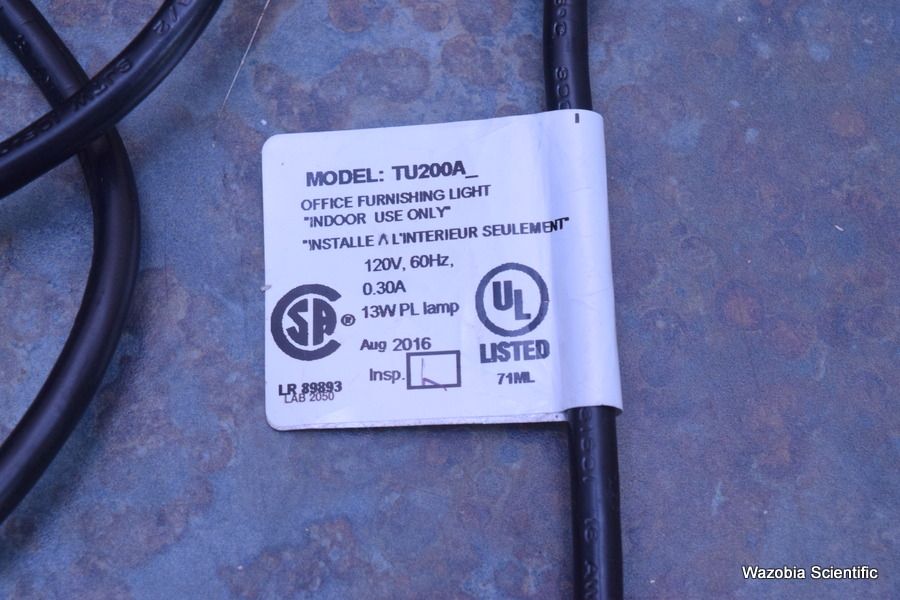 MODEL: TU200A_
OFFICE FURNISHING LIGHT
"INDOOR USE ONLY"
"INSTALLE A L'INTERIEUR SEULEMENT"
120V, 60Hz,
0.30A
13W PL lamp
SA ®
UL
LISTED
71ML
Aug 2016
Insp.
LR 89893
LAB 2050
Wazobia Scientific